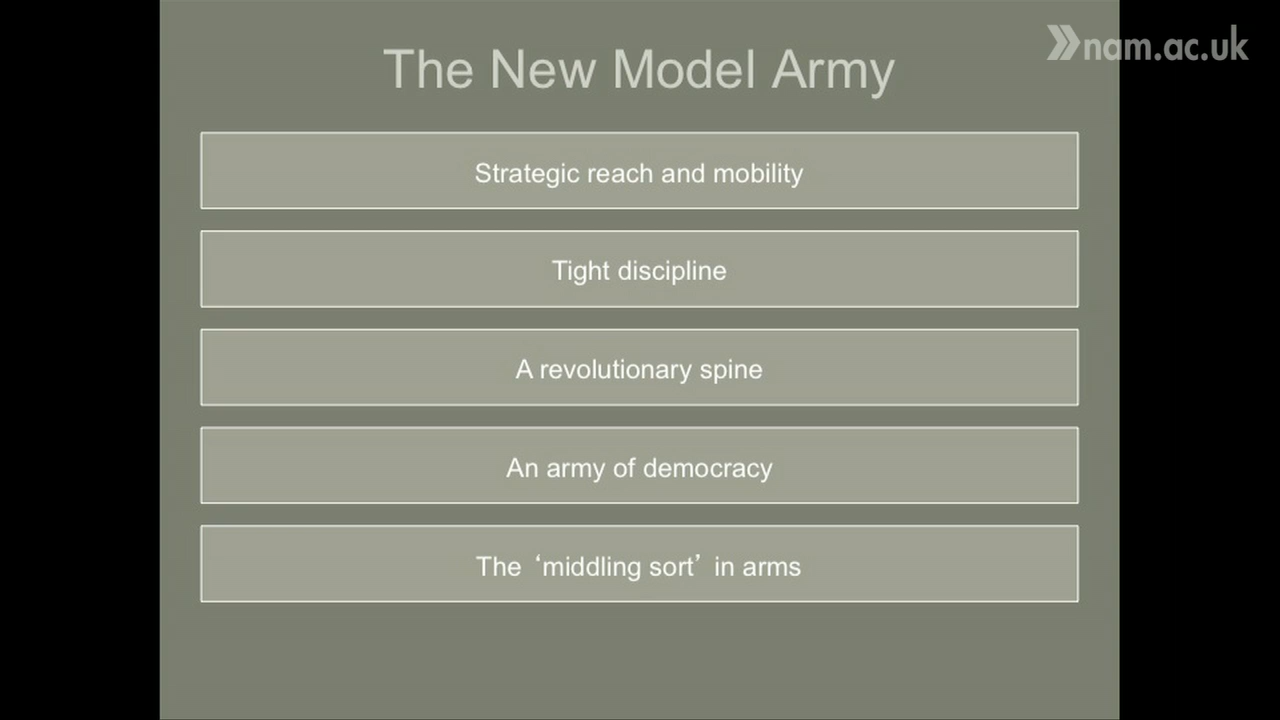 nam.ac.uk
The New Model Army
Strategic reach and mobility
Tight discipline
A revolutionary spine
An army of democracy
The ‘middling sort’ in arms